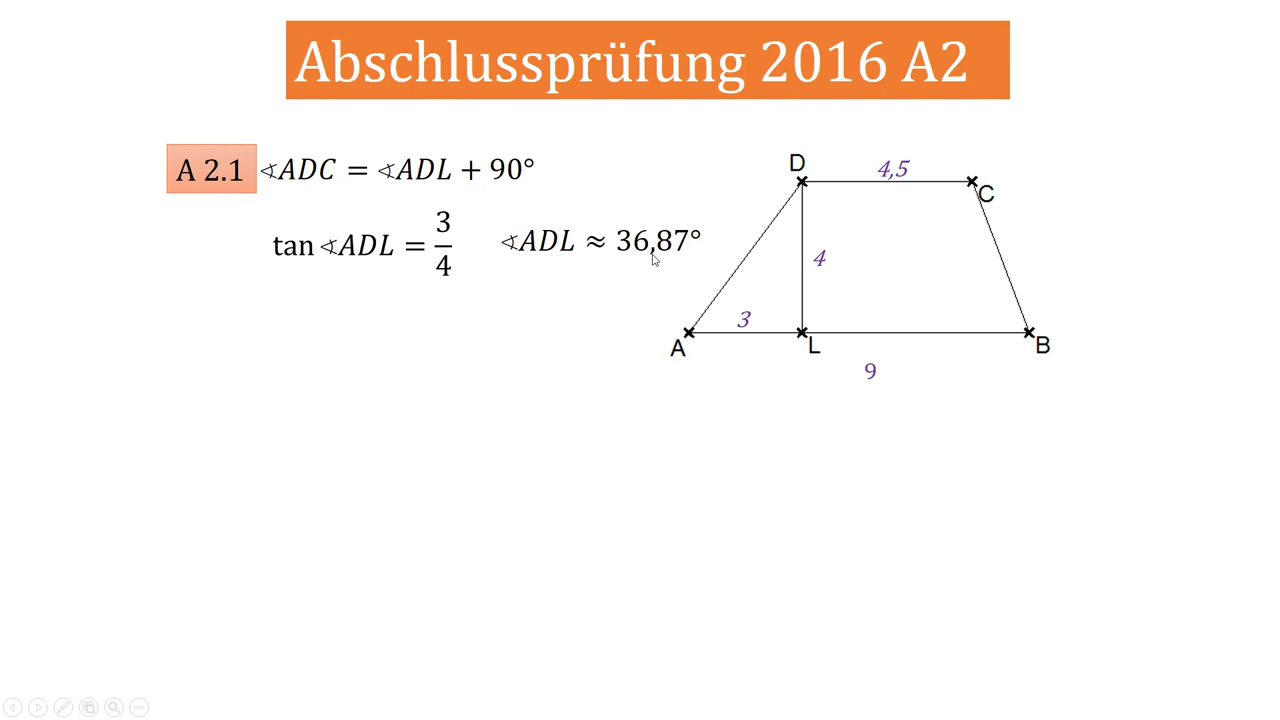 Abschlussprüfung 2016 A2
A 2.1 ∢ADC = ∢ADL + 90°
tan ∢ADL = 3/4 ∢ADL ≈ 36,87°
D 4,5 C
4
3
A L B
9